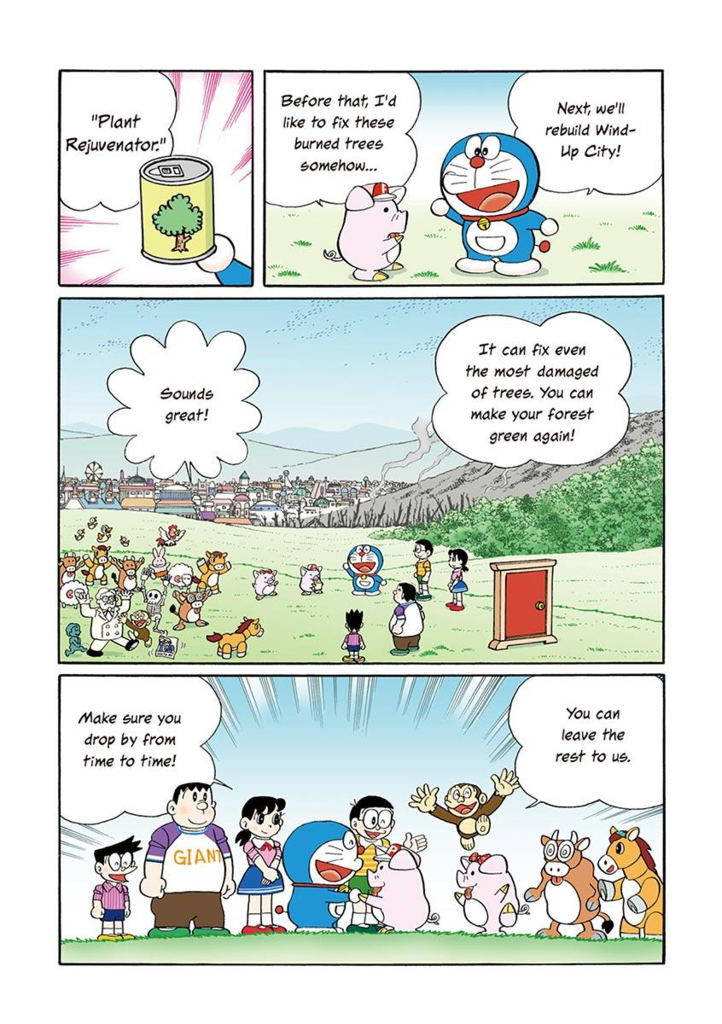 Next, we'll
rebuild Wind-
Up City!
Before that, I'd
like to fix these
burned trees
somehow...
"Plant
Rejuvenator."
It can fix even
the most damaged
of trees. You can
make your forest
green again!
Sounds
great!
You can
leave the
rest to us.
Make sure you
drop by from
time to time!
GIANT